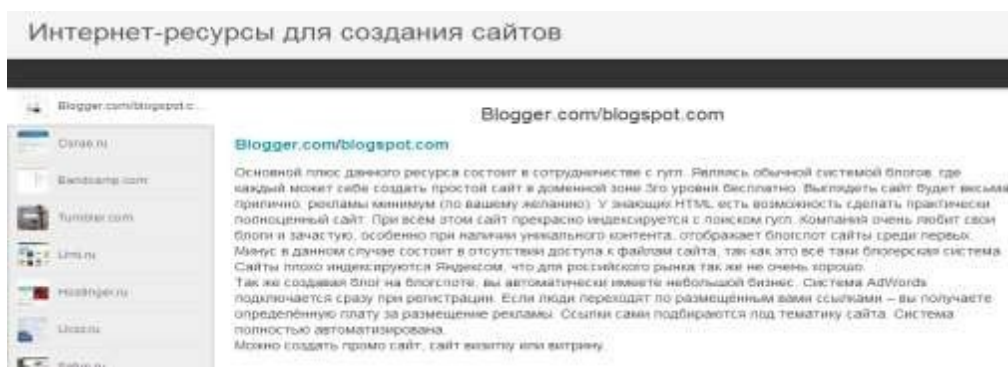 Интернет-ресурсы для создания сайтов
Blogger.com/blogspot.c...
Bandcamp.com
Tumbler.com
Hostinger.ru
Ucoz.ru
Blogger.com/blogspot.com
Blogger.com/blogspot.com
Основной плюс данного ресурса состоит в сотрудничестве с гугл. Являясь обычной системой блогов, где
каждый может себе создать простой сайт в доменной зоне 3го уровня бесплатно. Выглядеть сайт будет весьма
прилично, рекламы минимум (по вашему желанию). У знающих HTML, есть возможность сделать практически
полноценный сайт. При всём этом сайт прекрасно индексируется с поиском гугл. Компания очень любит свои
блоги и зачастую, особенно при наличии уникального контента, отображает блогспот сайты среди первых.
Минус в данном случае состоит в отсутствии доступа к файлам сайта, так как это всё таки блогерская система.
Сайты плохо индексируются Яндексом, что для российского рынка так же не очень хорошо.
Так же создавая блог на блогспоте, вы автоматически имеете небольшой бизнес. Система AdWords
подключается сразу при регистрации. Если люди переходят по размещённым вами ссылками – вы получаете
определённую плату за размещение рекламы. Ссылки сами подбираются под тематику сайта. Система
полностью автоматизирована.
Можно создать промо сайт, сайт визитку или витрину.